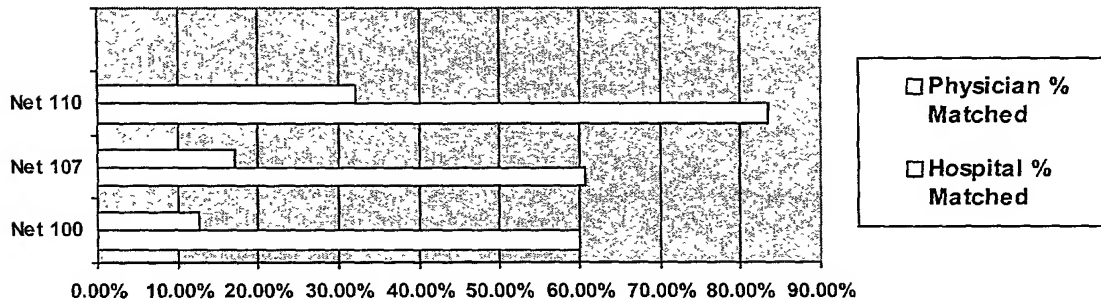 Net 110
Net 107
Net 100
0.00% 10.00% 20.00% 30.00% 40.00% 50.00% 60.00% 70.00% 80.00% 90.00%
Physician %
Matched
Hospital %
Matched